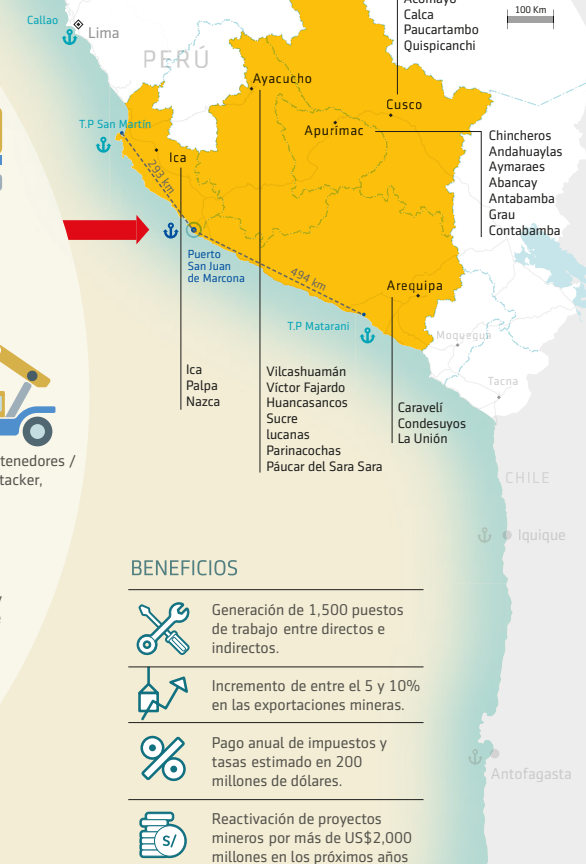 Acomayo
Calca
Paucartambo
Quispicanchi
100 Km
Callao
Lima
PERÚ
Ayacucho
Cusco
Apurímac
T.P San Martín
Chincheros
Andahuaylas
Aymaraes
Abancay
Antabamba
Grau
Contabamba
Ica
293 km
Puerto
San Juan
de Marcona
494 km
Arequipa
T.P Matarani
Moquegua
Tacna
Ica
Palpa
Nazca
Vilcashuamán
Víctor Fajardo
Huancasancos
Sucre
lucanas
Parinacochas
Páucar del Sara Sara
Caravelí
Condesuyos
La Unión
tenedores /
tacker,
CHILE
Iquique
BENEFICIOS
Generación de 1,500 puestos
de trabajo entre directos e
indirectos.
Incremento de entre el 5 y 10%
en las exportaciones mineras.
Pago anual de impuestos y
tasas estimado en 200
millones de dólares.
Antofagasta
S/
Reactivación de proyectos
mineros por más de US$2,000
millones en los próximos años